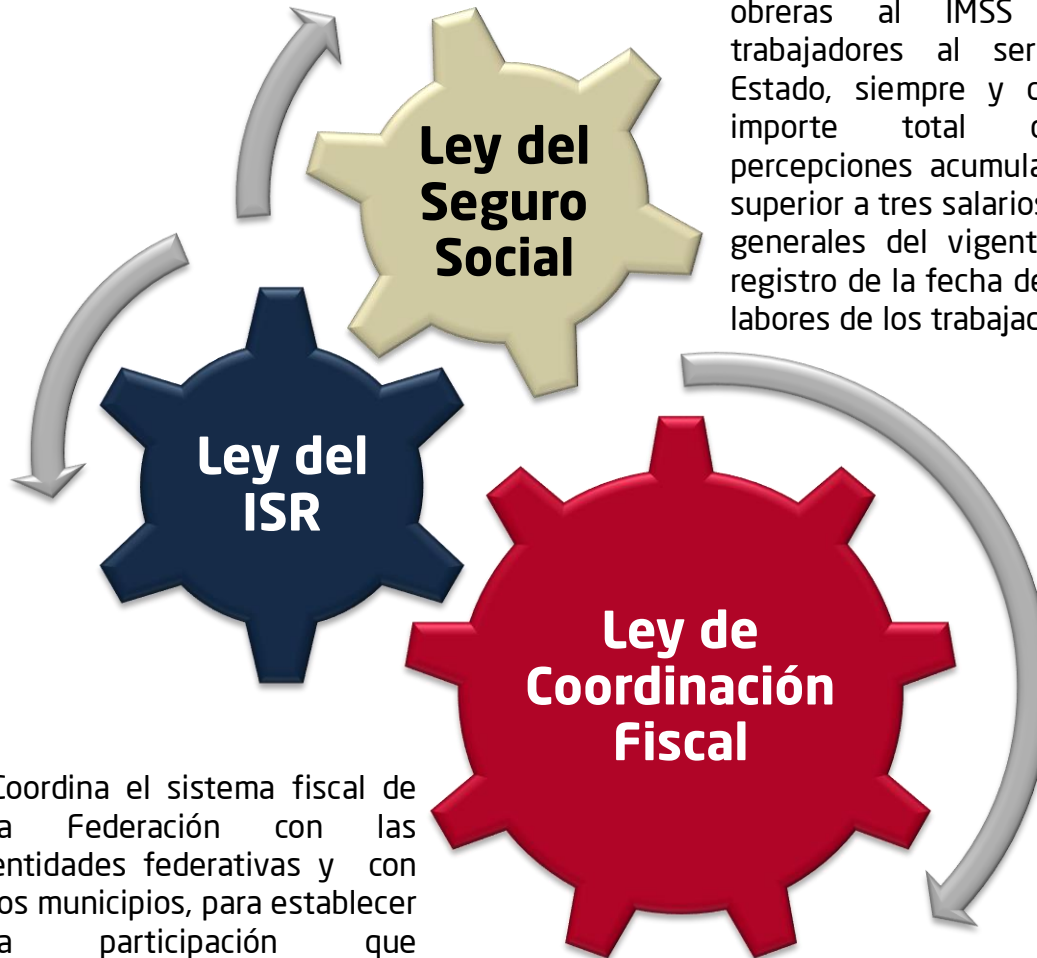 obreras al IMSS
trabajadores al ser
Estado, siempre y c
importe total
percepciones acumula
superior a tres salarios
generales del vigent
registro de la fecha de
labores de los trabajad
Ley del
Seguro
Social
Ley del
ISR
Ley de
Coordinación
Fiscal
Coordina el sistema fiscal de
a Federación con las
entidades federativas y con
os municipios, para establecer
a participación que